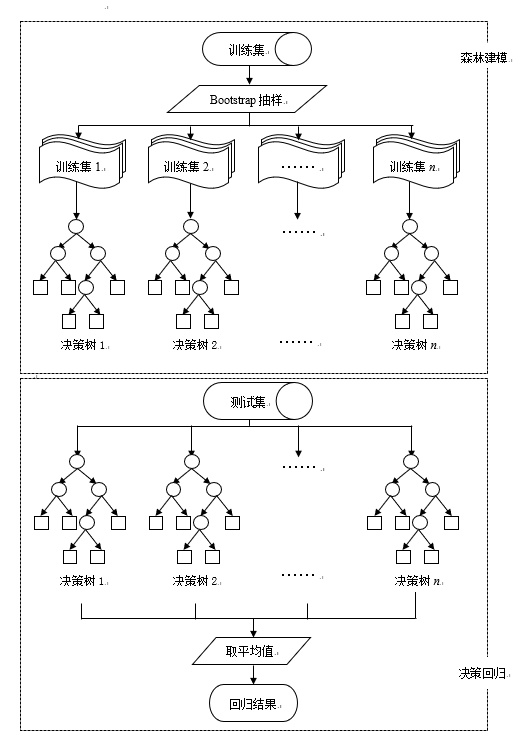 训练集
森林建模
Bootstrap 抽样
训练集 1 训练集 2 …… 训练集 n
……
决策树 1 决策树 2 …… 决策树 n
测试集
……
决策树 1 决策树 2 …… 决策树 n
取平均值
决策回归
回归结果